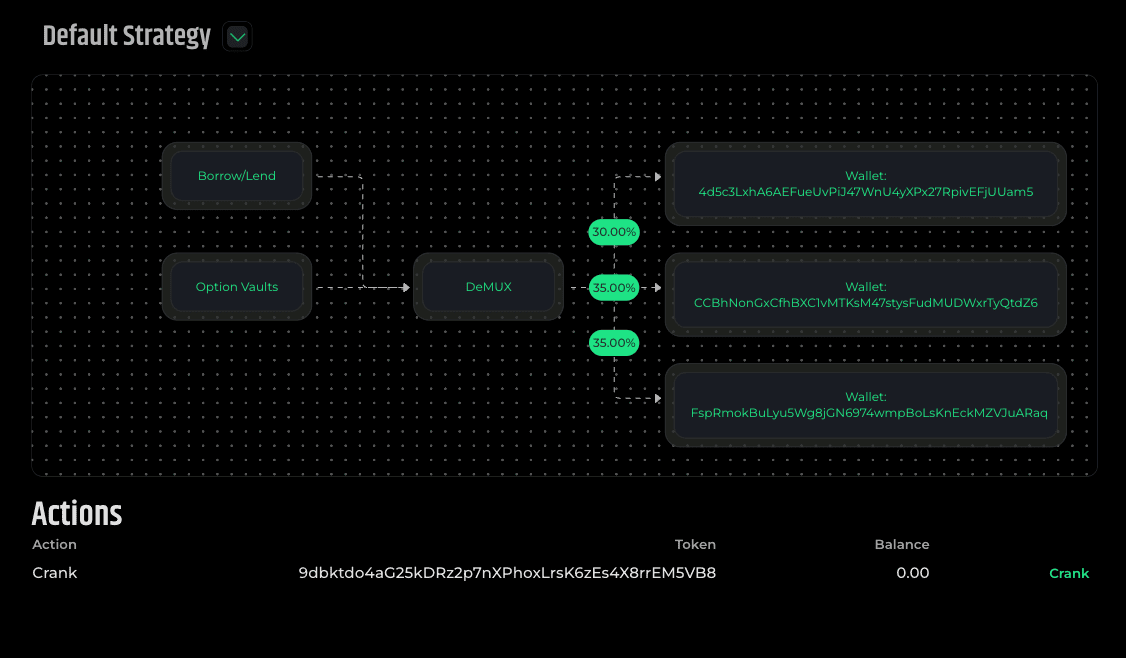 Default Strategy
Borrow/Lend
Option Vaults
DeMUX
30.00%
35.00%
35.00%
Wallet:
4d5c3LxhA6AEFueUvPiJ47WnU4yXPx27RpivEFjUUam5
Wallet:
CCBhNonGxCfhBXC1vMTKsM47stysFudMUDWxrTyQtdZ6
Wallet:
FspRmokBuLyu5Wg8jGN6974wmpBoLsKnEckMZVJuARaq
Actions
Action Token Balance
Crank 9dbktdo4aG25kDRz2p7nXPhoxLrsK6zEs4X8rrEM5VB8 0.00 Crank